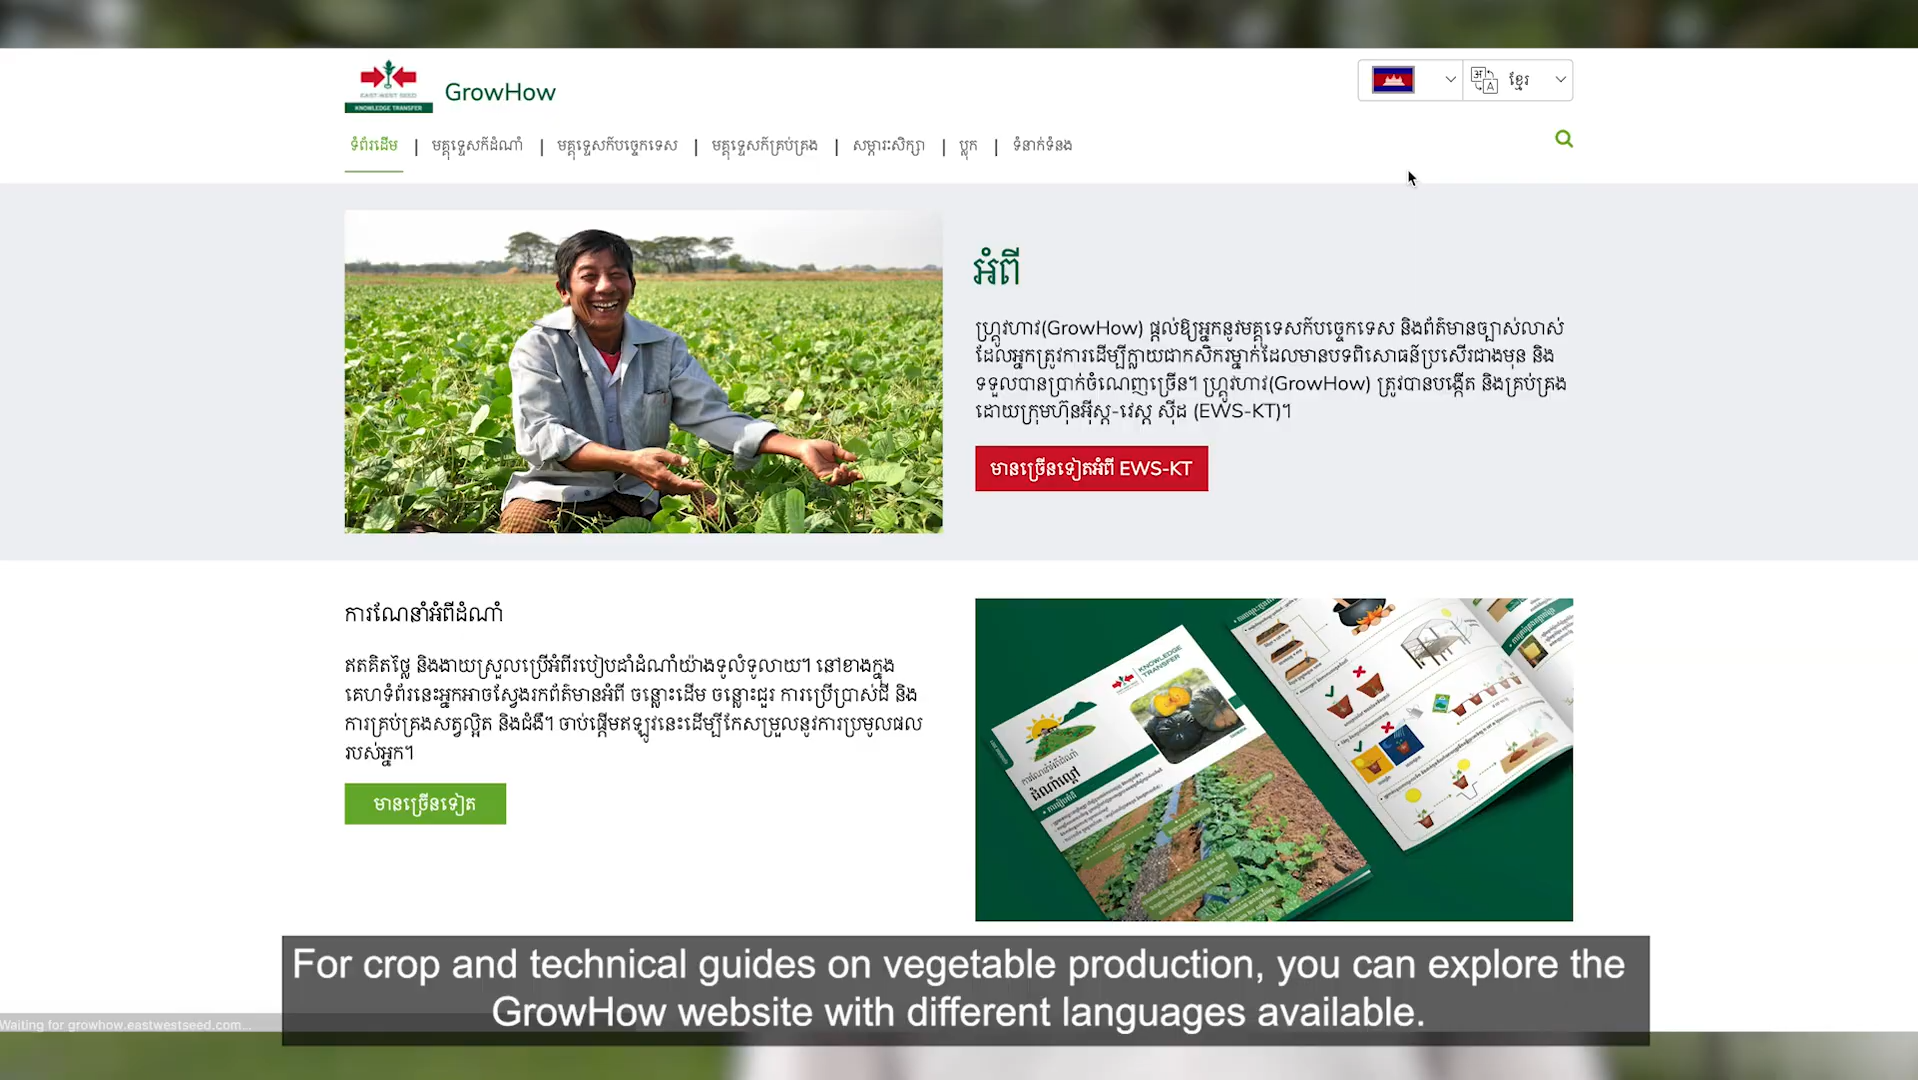 EAST-WEST SEED
KNOWLEDGE TRANSFER
GrowHow
ខ្មែរ
ទំព័រដើម | មគ្គុទ្ទេសក៍ដំណាំ | មគ្គុទ្ទេសក៍បច្ចេកទេស | មគ្គុទ្ទេសក៍គ្រប់គ្រង | សម្ភារៈសិក្សា | ប្លុក | ទំនាក់ទំនង
អំពី
ហ្គ្រូវហាវ(GrowHow) ផ្តល់ឱ្យអ្នកនូវមគ្គុទេសក៍បច្ចេកទេស និងព័ត៌មានច្បាស់លាស់
ដែលអ្នកត្រូវការដើម្បីក្លាយជាកសិករម្នាក់ដែលមានបទពិសោធន៍ប្រសើរជាងមុន និង
ទទួលបានប្រាក់ចំណេញច្រើន។ ហ្គ្រូវហាវ(GrowHow) ត្រូវបានបង្កើត និងគ្រប់គ្រង
ដោយក្រុមហ៊ុនអ៊ីស្ត-វេស្ត ស៊ីដ (EWS-KT)។
មានច្រើនទៀតអំពី EWS-KT
ការណែនាំអំពីដំណាំ
ឥតគិតថ្លៃ និងងាយស្រួលប្រើអំពីរបៀបដាំដំណាំយ៉ាងទូលំទូលាយ។ នៅខាងក្នុង
គេហទំព័រនេះអ្នកអាចស្វែងរកព័ត៌មានអំពី ចន្លោះដើម ចន្លោះជួរ ការប្រើប្រាស់ជី និង
ការគ្រប់គ្រងសត្វល្អិត និងជំងឺ។ ចាប់ផ្តើមឥឡូវនេះដើម្បីកែសម្រួលនូវការប្រមូលផល
របស់អ្នក។
មានច្រើនទៀត
KNOWLEDGE
TRANSFER
ការណែនាំអំពីដំណាំ
ដំណាំល្ពៅ
For crop and technical guides on vegetable production, you can explore the
GrowHow website with different languages available.
Waiting for growhow.eastwestseed.com...